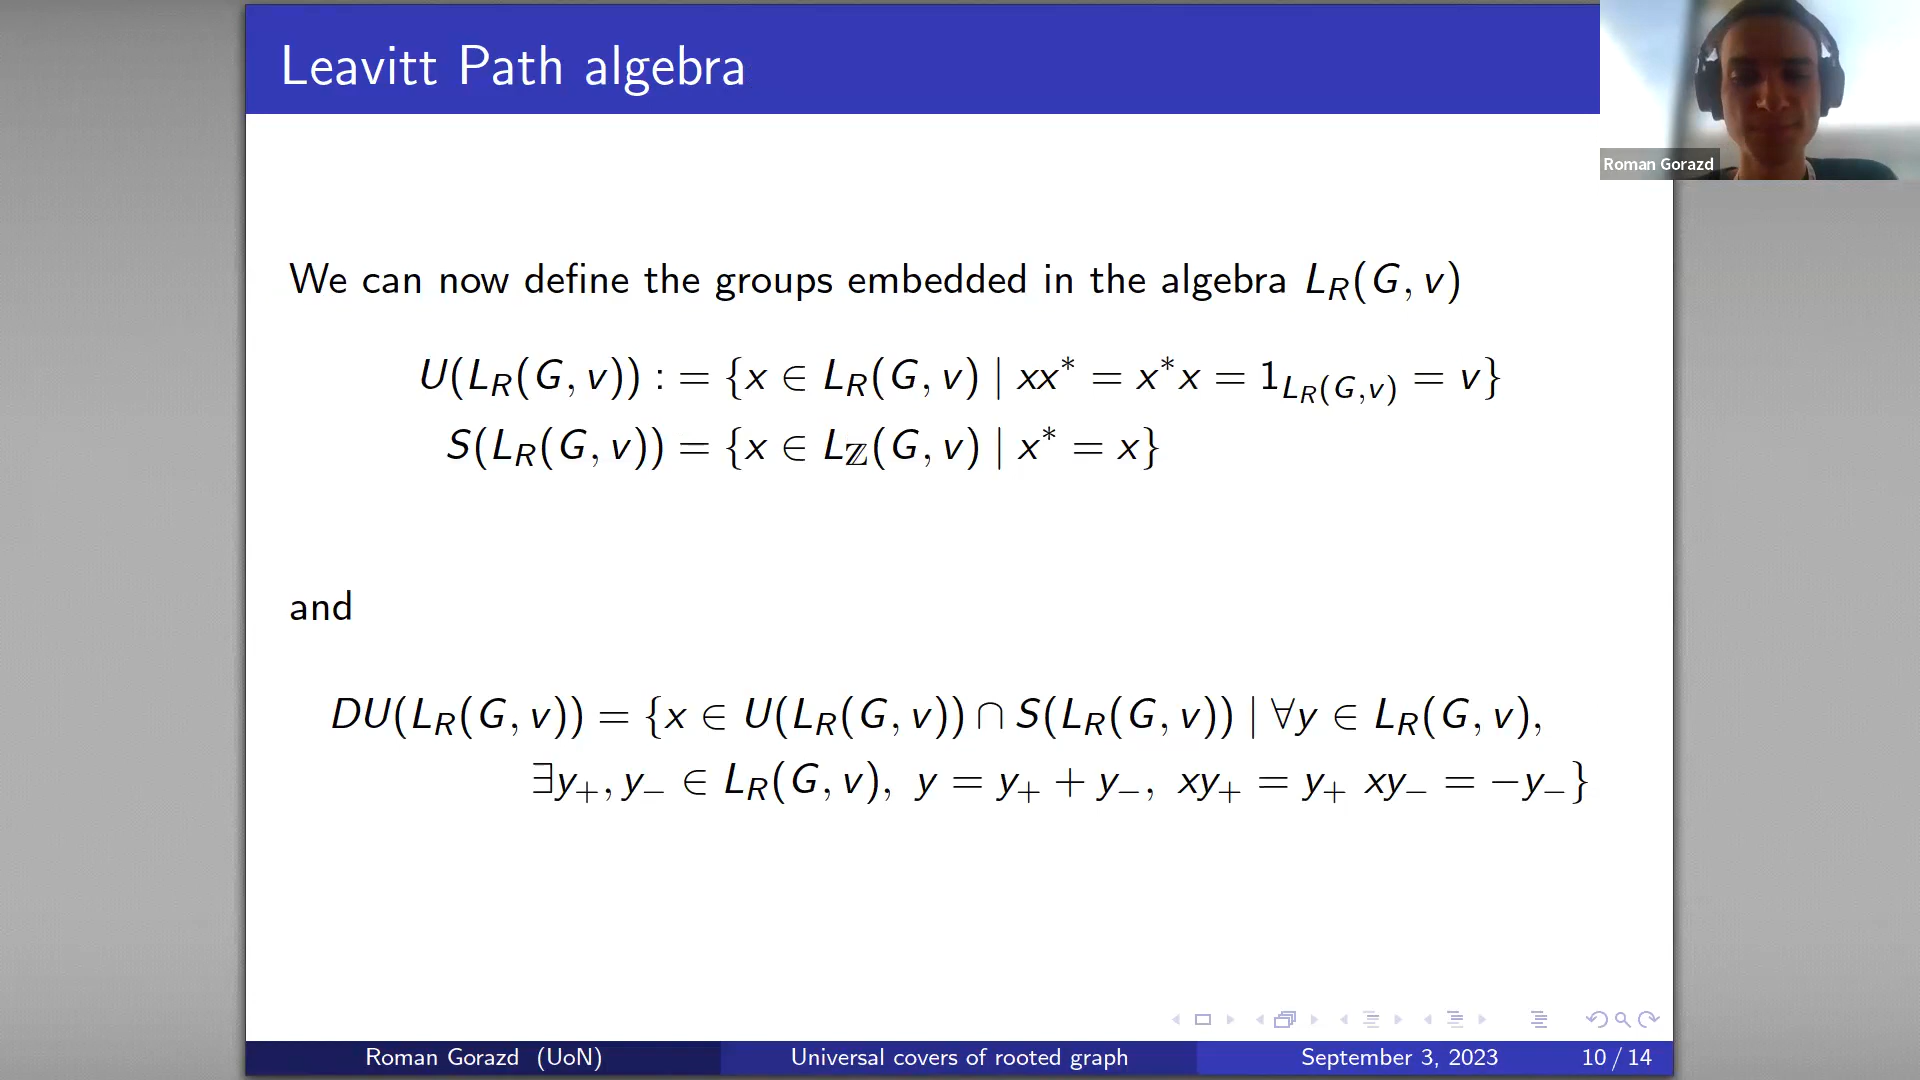 Leavitt Path algebra
Roman Gorazd
We can now define the groups embedded in the algebra L_R(G, v)
U(L_R(G, v)) : = {x ∈ L_R(G, v) | xx* = x*x = 1_{L_R(G,v)} = v}
S(L_R(G, v)) = {x ∈ L_ℤ(G, v) | x* = x}
and
DU(L_R(G, v)) = {x ∈ U(L_R(G, v)) ∩ S(L_R(G, v)) | ∀y ∈ L_R(G, v),
∃y_+, y_− ∈ L_R(G, v), y = y_+ + y_−, xy_+ = y_+ xy_− = −y_−}
Roman Gorazd (UoN) Universal covers of rooted graph September 3, 2023 10 / 14